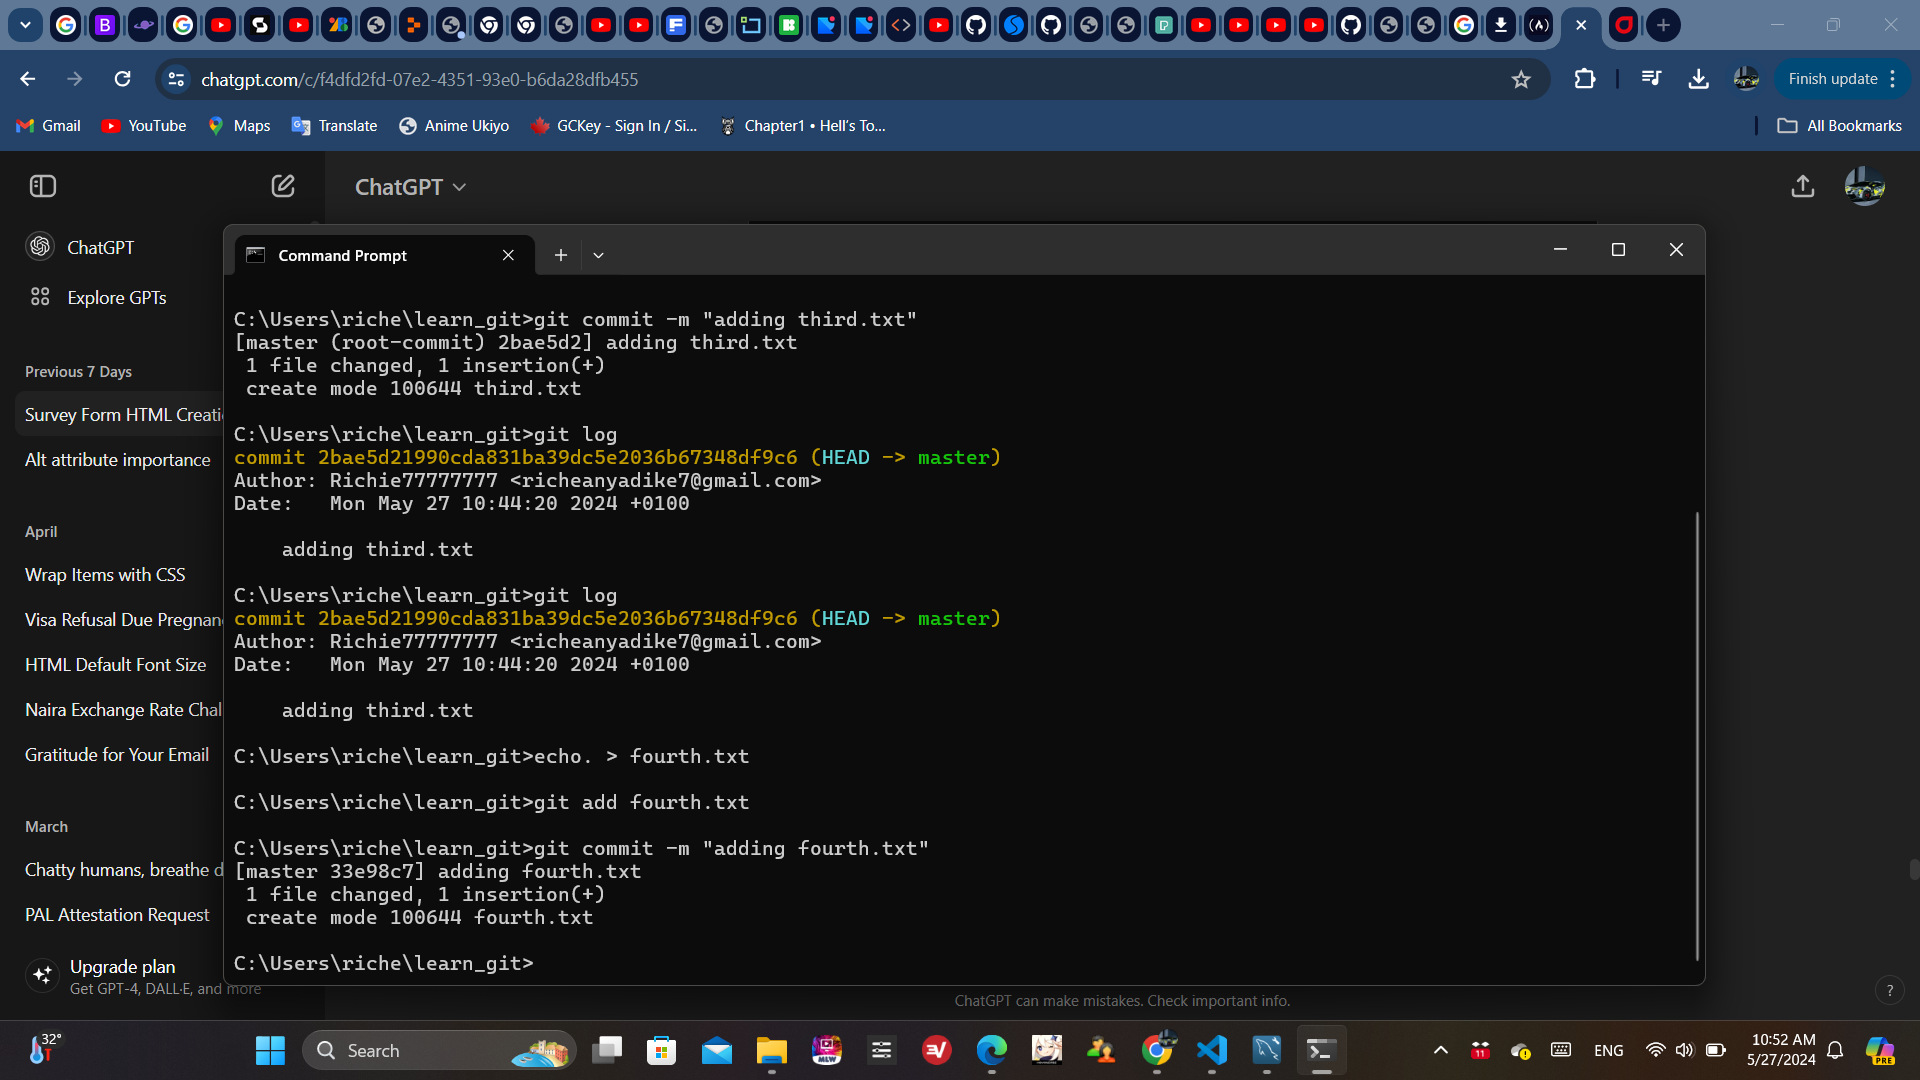 chatgpt.com/c/f4dfd2fd-07e2-4351-93e0-b6da28dfb455
Finish update
Gmail
YouTube
Maps
Translate
Anime Ukiyo
GCKey - Sign In / Si...
Chapter1 • Hell's To...
All Bookmarks
ChatGPT
ChatGPT
Explore GPTs
Previous 7 Days
Survey Form HTML Creati
Alt attribute importance
April
Wrap Items with CSS
Visa Refusal Due Pregnan
HTML Default Font Size
Naira Exchange Rate Chal
Gratitude for Your Email
March
Chatty humans, breathe d
PAL Attestation Request
Upgrade plan
Get GPT-4, DALL·E, and more
Command Prompt
C:\Users\riche\learn_git>git commit -m "adding third.txt"
[master (root-commit) 2bae5d2] adding third.txt
1 file changed, 1 insertion(+)
create mode 100644 third.txt
C:\Users\riche\learn_git>git log
commit 2bae5d21990cda831ba39dc5e2036b67348df9c6 (HEAD -> master)
Author: Richie77777777 <richeanyadike7@gmail.com>
Date:   Mon May 27 10:44:20 2024 +0100
adding third.txt
C:\Users\riche\learn_git>git log
commit 2bae5d21990cda831ba39dc5e2036b67348df9c6 (HEAD -> master)
Author: Richie77777777 <richeanyadike7@gmail.com>
Date:   Mon May 27 10:44:20 2024 +0100
adding third.txt
C:\Users\riche\learn_git>echo. > fourth.txt
C:\Users\riche\learn_git>git add fourth.txt
C:\Users\riche\learn_git>git commit -m "adding fourth.txt"
[master 33e98c7] adding fourth.txt
1 file changed, 1 insertion(+)
create mode 100644 fourth.txt
C:\Users\riche\learn_git>
ChatGPT can make mistakes. Check important info.
?
32°
Search
MLW
11
ENG
10:52 AM
5/27/2024
PRE